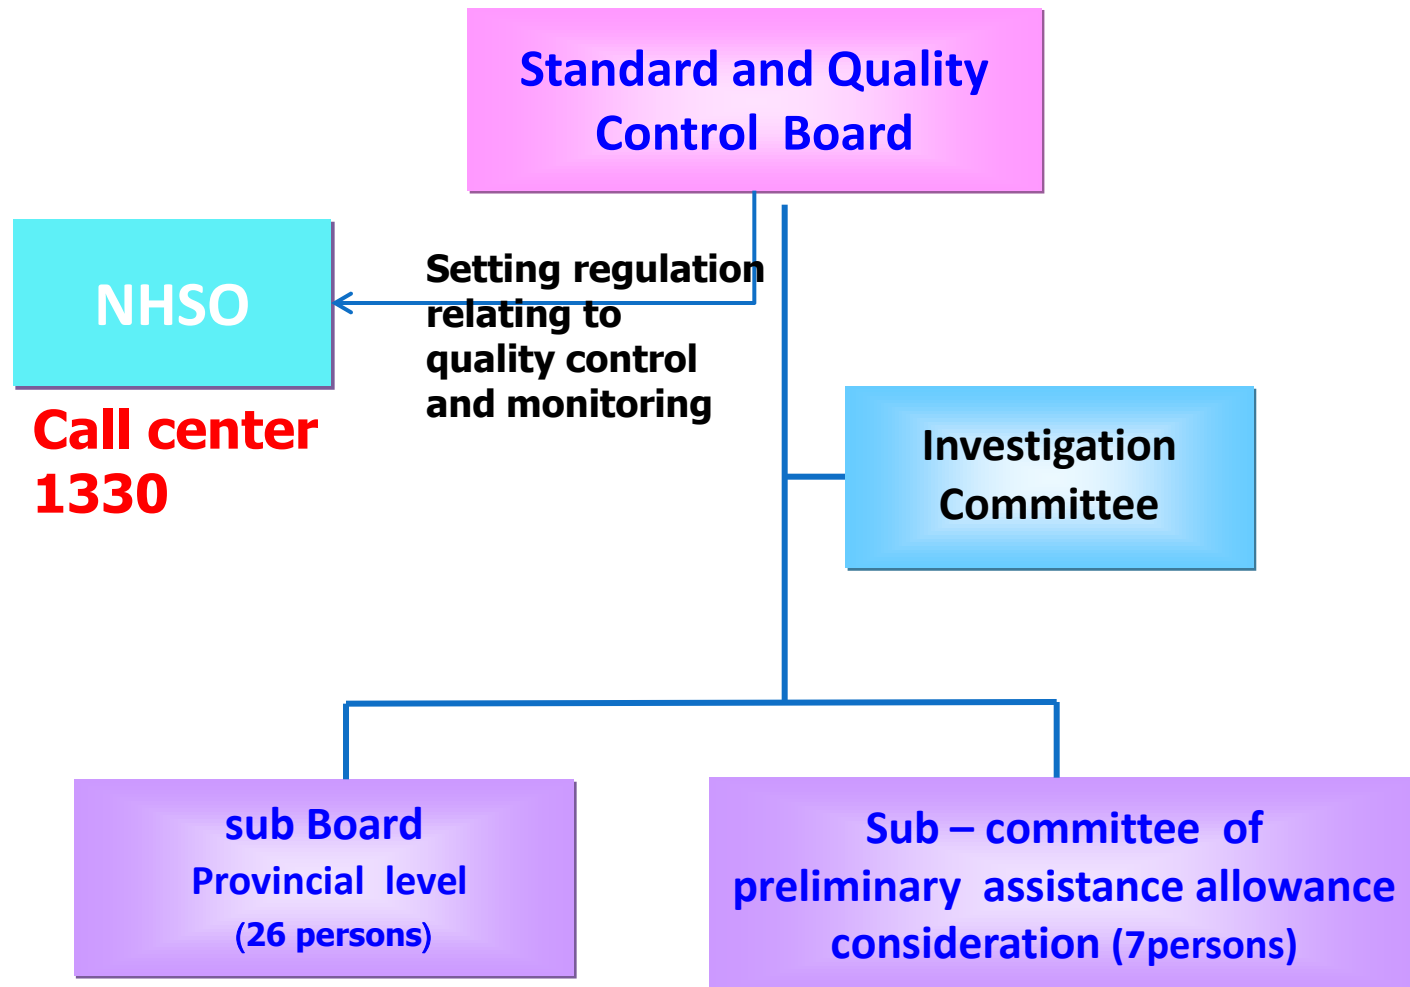 Standard and Quality
Control Board
NHSO
Setting regulation
relating to
quality control
and monitoring
Call center
1330
Investigation
Committee
sub Board
Provincial level
(26 persons)
Sub – committee of
preliminary assistance allowance
consideration (7persons)